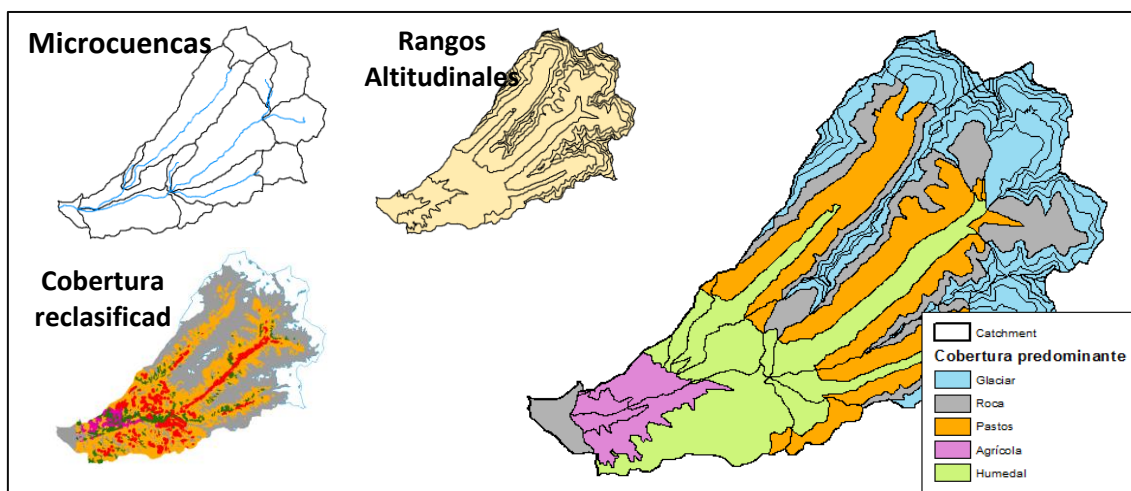 Microcuencas
Rangos
Altitudinales
Cobertura
reclasificad
Catchment
Cobertura predominante
Glaciar
Roca
Pastos
Agrícola
Humedal